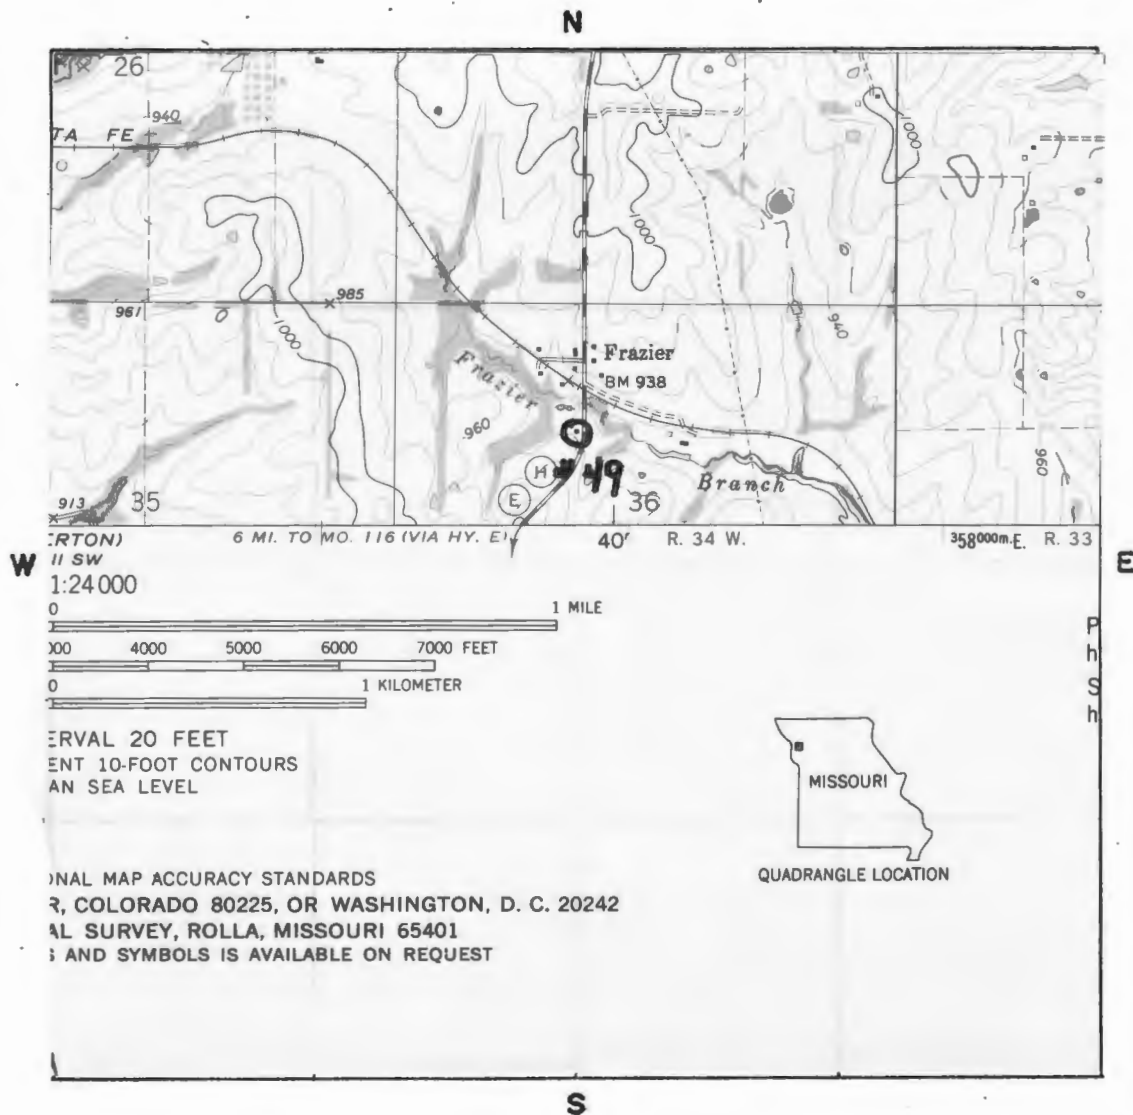 N
26
940
TA FE
1000
1000
985
961
1000
940
Frazier
BM 938
Frazier
960
H
#49
960
E
Branch
913
35
36
ERTON)
6 MI. TO MO. 116 (VIA HY. E)
40'
R. 34 W.
358000m.E.
R. 33
W
E
II SW
1:24 000
0
1 MILE
000
4000
5000
6000
7000 FEET
0
1 KILOMETER
P
h
S
h
ERVAL 20 FEET
ENT 10-FOOT CONTOURS
AN SEA LEVEL
MISSOURI
QUADRANGLE LOCATION
ONAL MAP ACCURACY STANDARDS
R, COLORADO 80225, OR WASHINGTON, D. C. 20242
AL SURVEY, ROLLA, MISSOURI 65401
S AND SYMBOLS IS AVAILABLE ON REQUEST
S